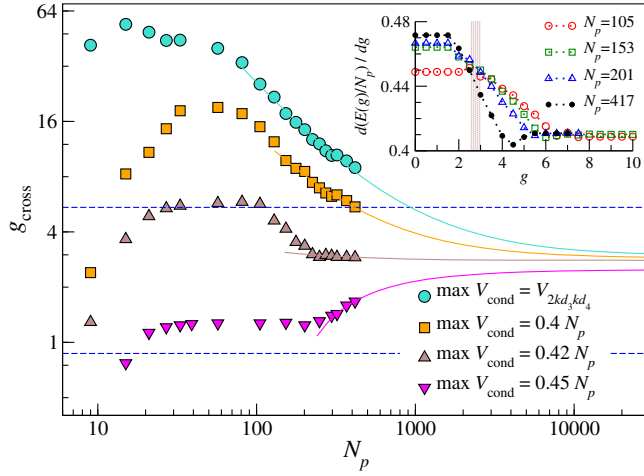 64
16
4
1
g_cross
10
100
1000
10000
N_p
max V_cond = V_2kd_3kd_4
max V_cond = 0.4 N_p
max V_cond = 0.42 N_p
max V_cond = 0.45 N_p
d(E(g)/N_p) / dg
0.48
0.44
0.4
0
2
4
6
8
10
g
N_p=105
N_p=153
N_p=201
N_p=417